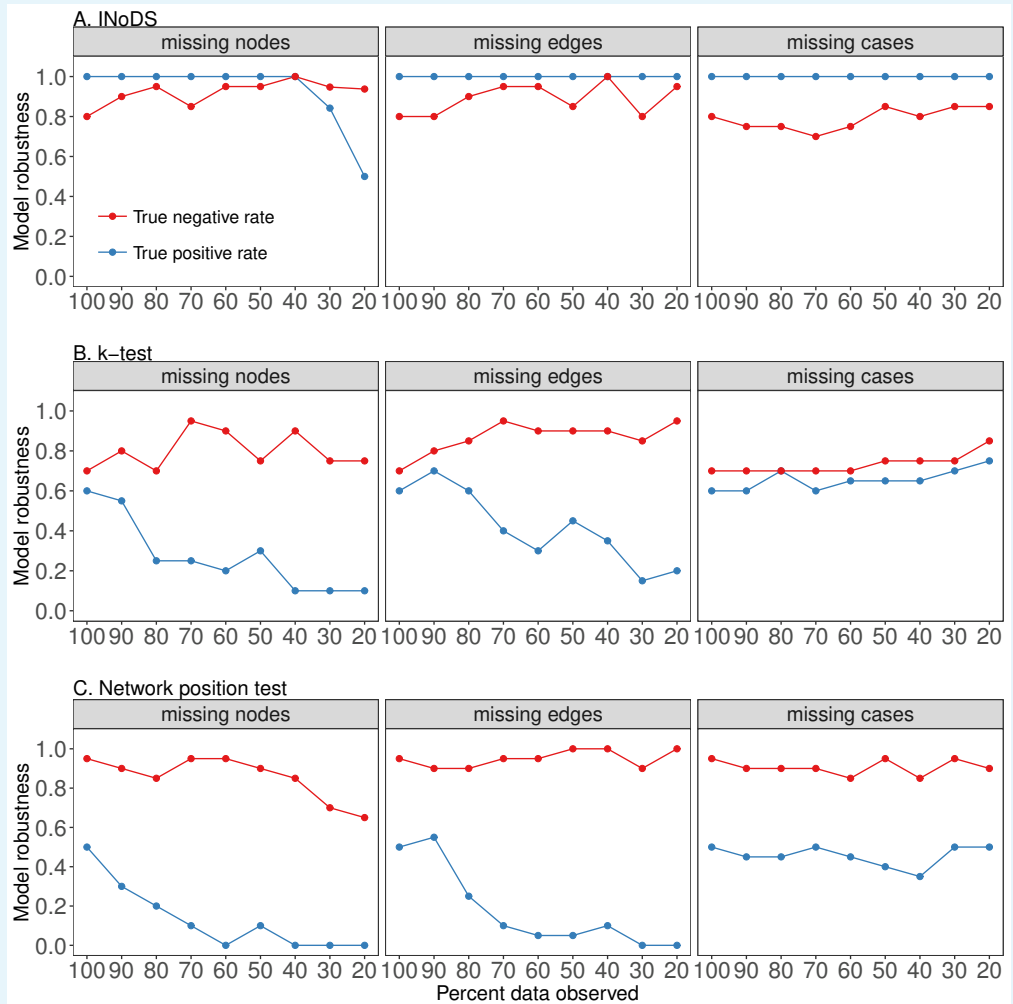 A. INoDS
missing nodes missing edges missing cases
1.0
0.8
0.6
0.4
0.2
0.0
Model robustness
True negative rate
True positive rate
100 90 80 70 60 50 40 30 20 100 90 80 70 60 50 40 30 20 100 90 80 70 60 50 40 30 20
B. k−test
missing nodes missing edges missing cases
1.0
0.8
0.6
0.4
0.2
0.0
Model robustness
100 90 80 70 60 50 40 30 20 100 90 80 70 60 50 40 30 20 100 90 80 70 60 50 40 30 20
C. Network position test
missing nodes missing edges missing cases
1.0
0.8
0.6
0.4
0.2
0.0
Model robustness
100 90 80 70 60 50 40 30 20 100 90 80 70 60 50 40 30 20 100 90 80 70 60 50 40 30 20
Percent data observed